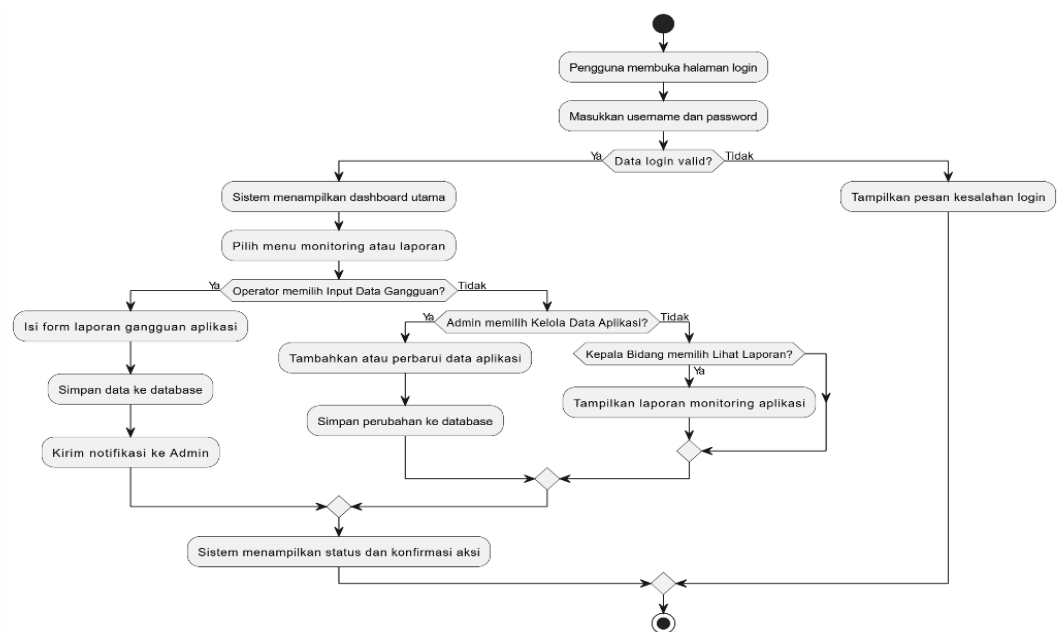 Pengguna membuka halaman login
Masukkan username dan password
Ya
Data login valid?
Tidak
Sistem menampilkan dashboard utama
Tampilkan pesan kesalahan login
Pilih menu monitoring atau laporan
Ya
Operator memilih Input Data Gangguan?
Tidak
Isi form laporan gangguan aplikasi
Ya
Admin memilih Kelola Data Aplikasi?
Tidak
Tambahkan atau perbarui data aplikasi
Kepala Bidang memilih Lihat Laporan?
Ya
Simpan data ke database
Tampilkan laporan monitoring aplikasi
Simpan perubahan ke database
Kirim notifikasi ke Admin
Sistem menampilkan status dan konfirmasi aksi